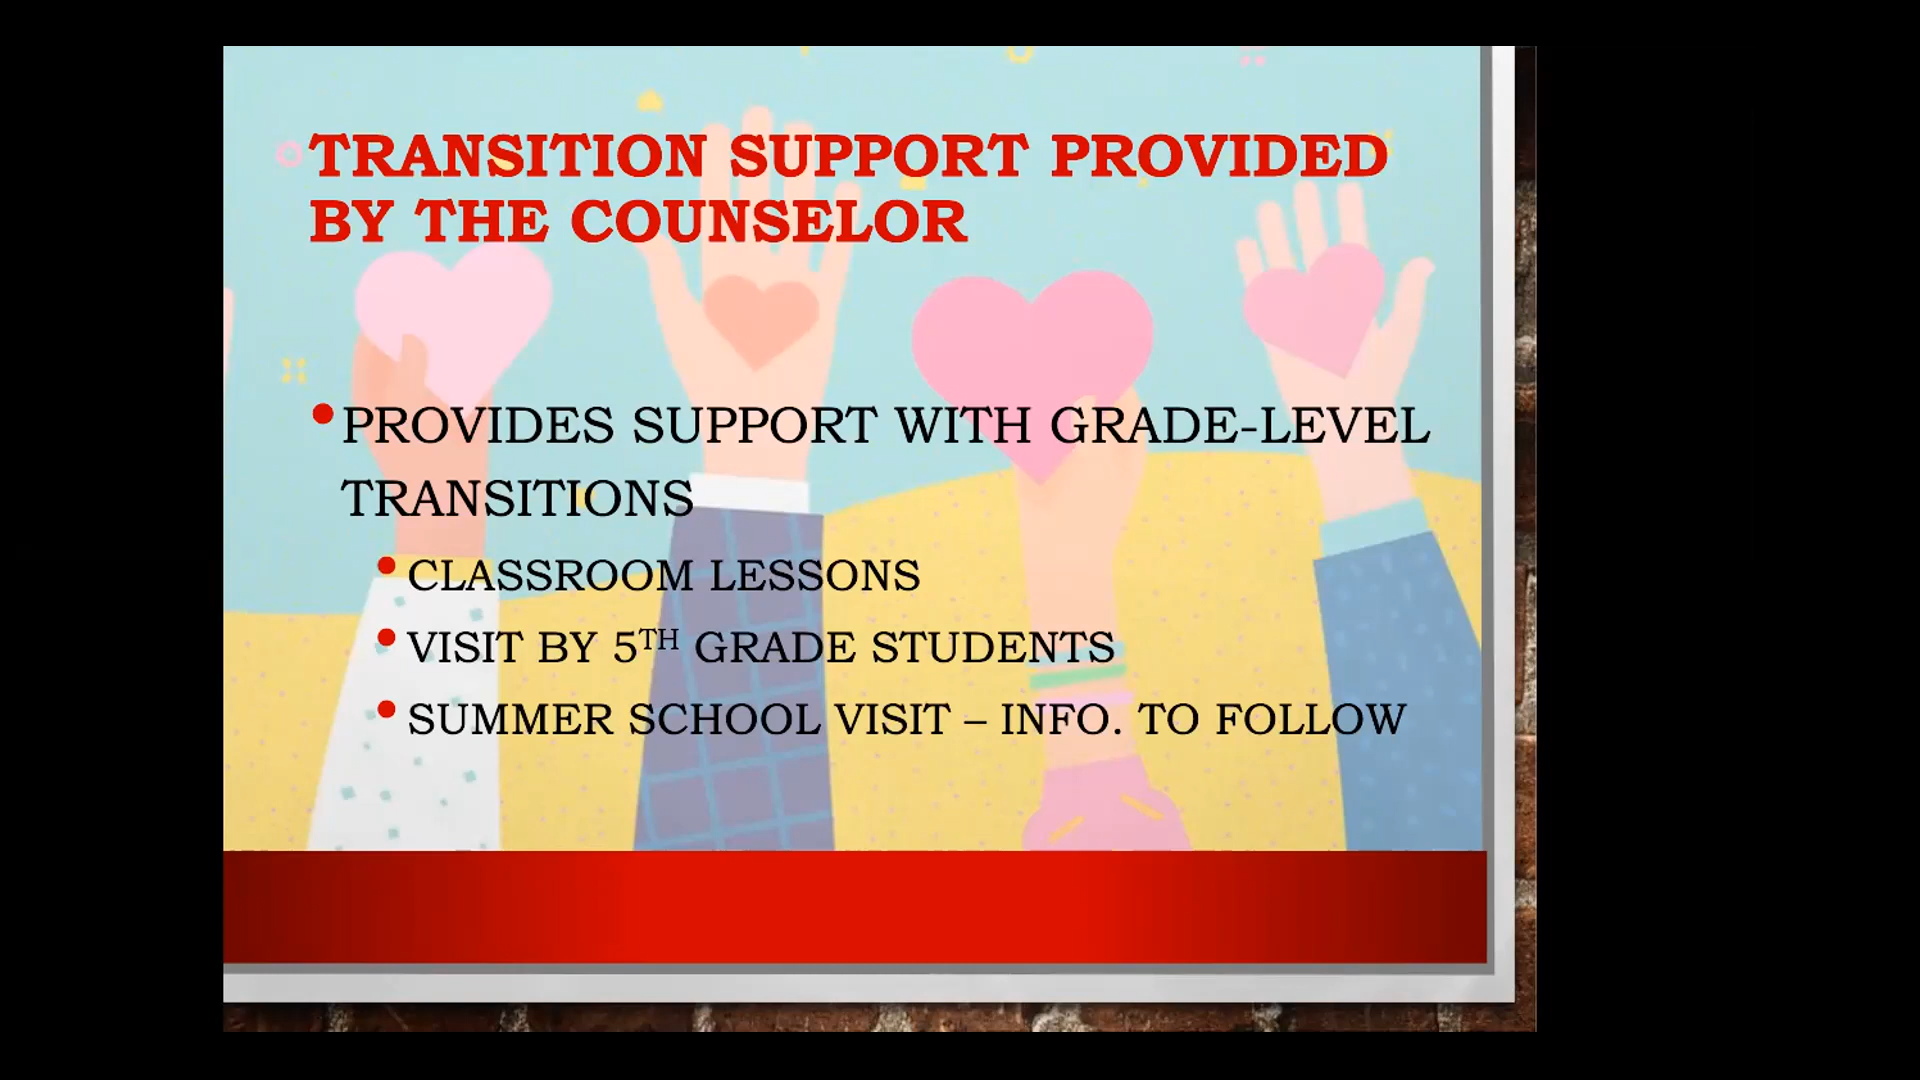 TRANSITION SUPPORT PROVIDED
BY THE COUNSELOR
• PROVIDES SUPPORT WITH GRADE-LEVEL
TRANSITIONS
• CLASSROOM LESSONS
• VISIT BY 5TH GRADE STUDENTS
• SUMMER SCHOOL VISIT – INFO. TO FOLLOW